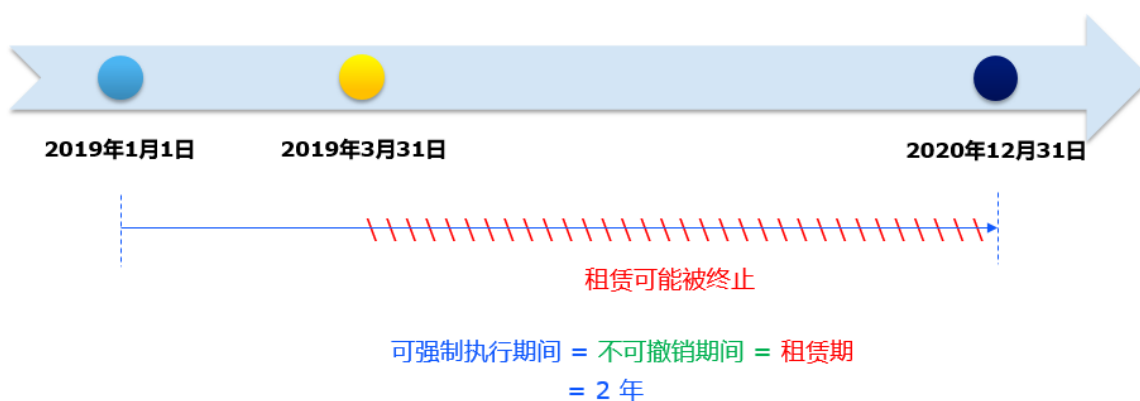 2019年1月1日
2019年3月31日
2020年12月31日
租赁可能被终止
可强制执行期间 = 不可撤销期间 = 租赁期
= 2 年